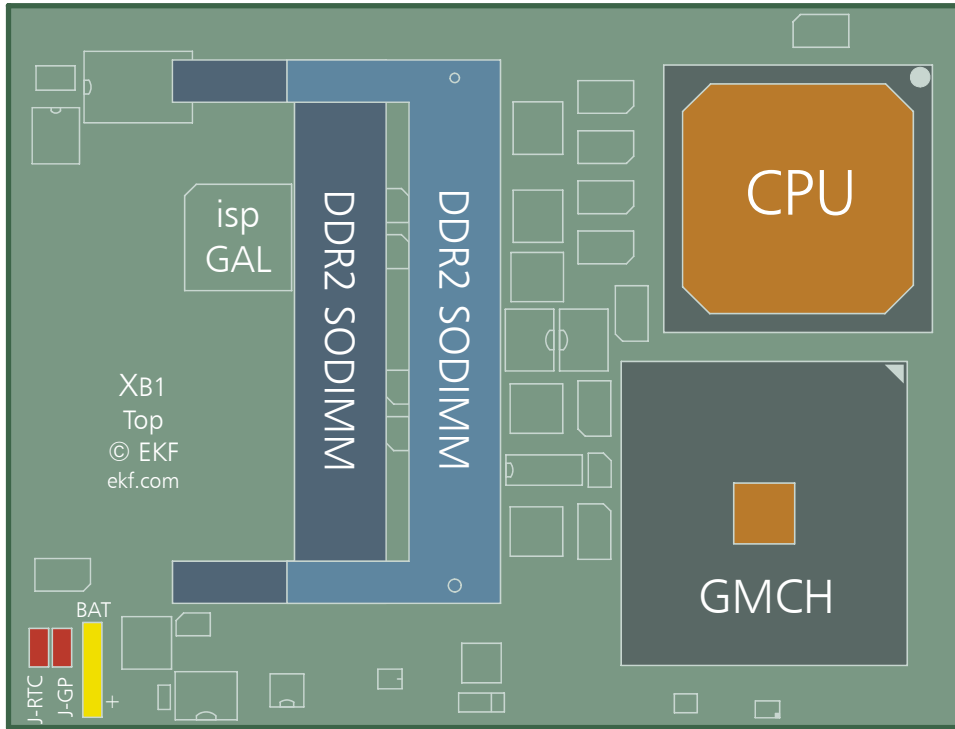 CPU
isp
GAL
DDR2 SODIMM
DDR2 SODIMM
XB1
Top
© EKF
ekf.com
GMCH
BAT
J-RTC
J-GP
+